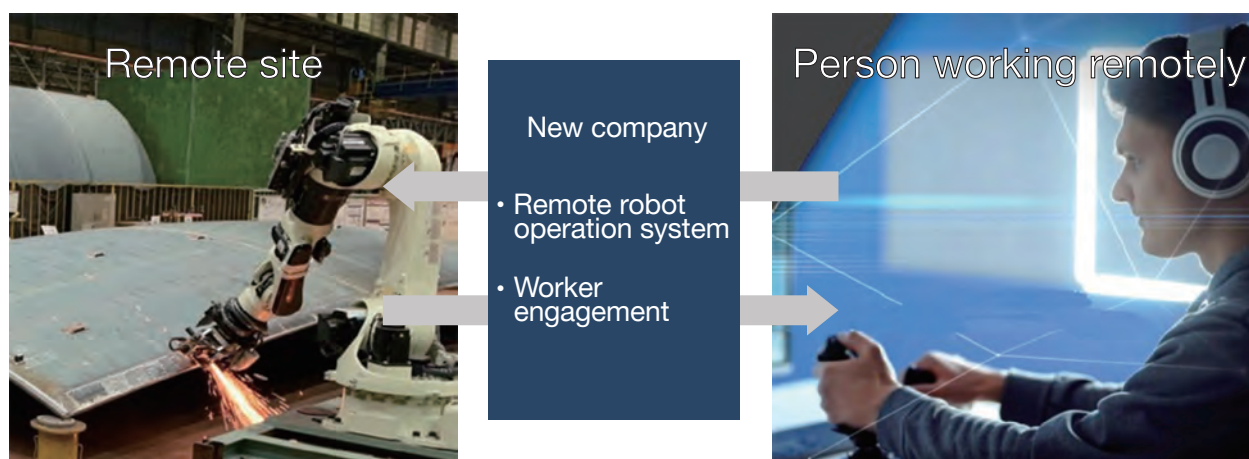 Remote site
New company
• Remote robot
operation system
• Worker
engagement
Person working remotely